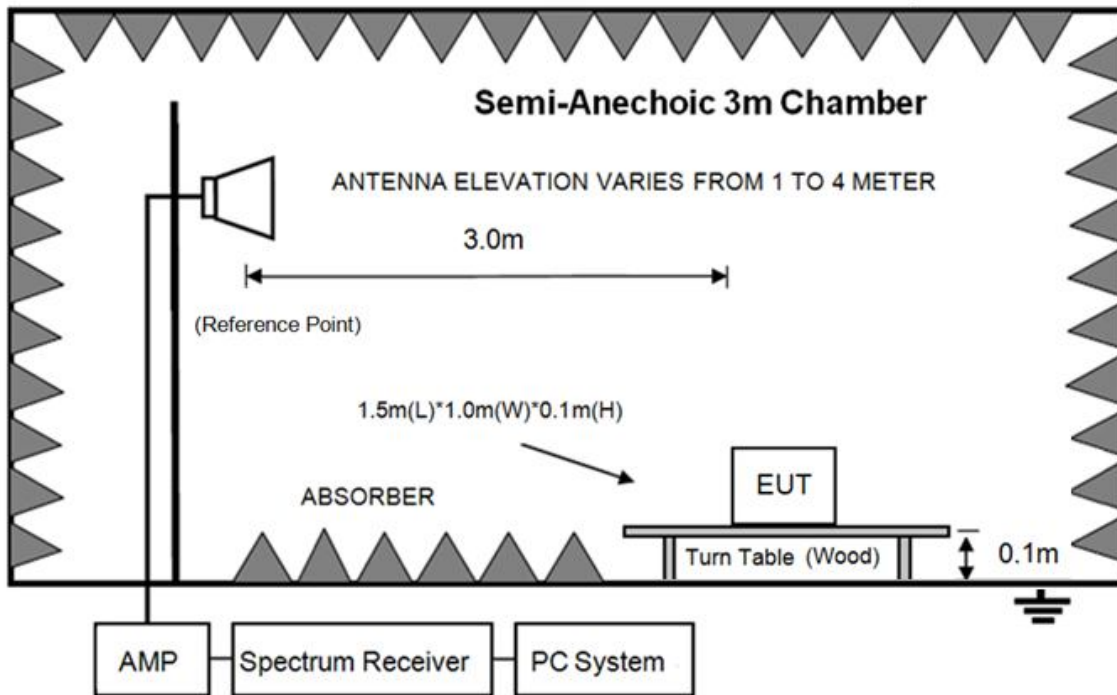 Semi-Anechoic 3m Chamber
ANTENNA ELEVATION VARIES FROM 1 TO 4 METER
3.0m
(Reference Point)
1.5m(L)*1.0m(W)*0.1m(H)
ABSORBER
EUT
Turn Table (Wood)
0.1m
AMP
Spectrum Receiver
PC System